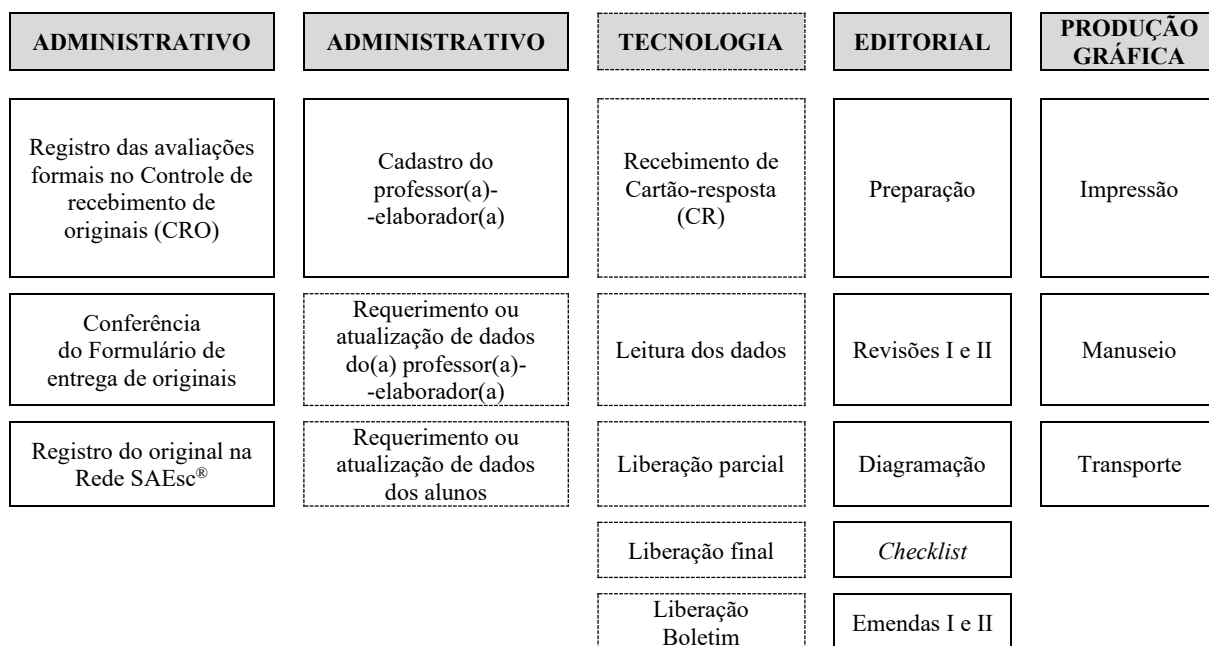 ADMINISTRATIVO
ADMINISTRATIVO
TECNOLOGIA
EDITORIAL
PRODUÇÃO
GRÁFICA
Registro das avaliações
formais no Controle de
recebimento de
originais (CRO)
Cadastro do
professor(a)-
-elaborador(a)
Recebimento de
Cartão-resposta
(CR)
Preparação
Impressão
Conferência
do Formulário de
entrega de originais
Requerimento ou
atualização de dados
do(a) professor(a)-
-elaborador(a)
Leitura dos dados
Revisões I e II
Manuseio
Registro do original na
Rede SAEsc®
Requerimento ou
atualização de dados
dos alunos
Liberação parcial
Diagramação
Transporte
Liberação final
Checklist
Liberação
Boletim
Emendas I e II